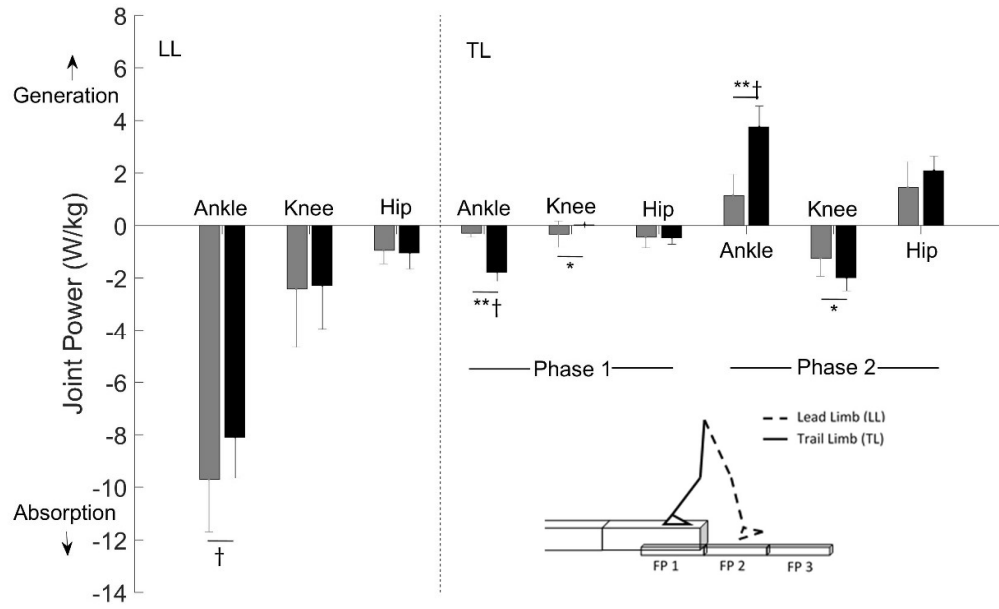 8
6
4
2
0
-2
-4
-6
-8
-10
-12
-14
Joint Power (W/kg)
Generation
Absorption
LL
TL
Ankle
Knee
Hip
†
Ankle
Knee
Hip
**†
*
**†
Ankle
Knee
Hip
*
Phase 1
Phase 2
Lead Limb (LL)
Trail Limb (TL)
FP 1
FP 2
FP 3